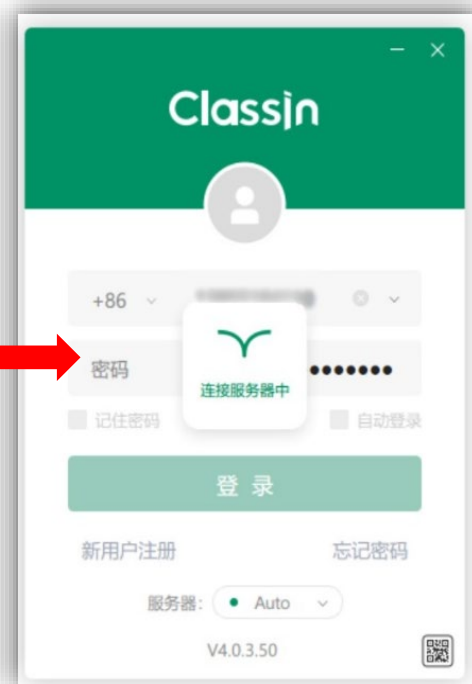 Classin
+86
密码 ●●●●●●●
连接服务器中
记住密码 自动登录
登 录
新用户注册 忘记密码
服务器: Auto
V4.0.3.50